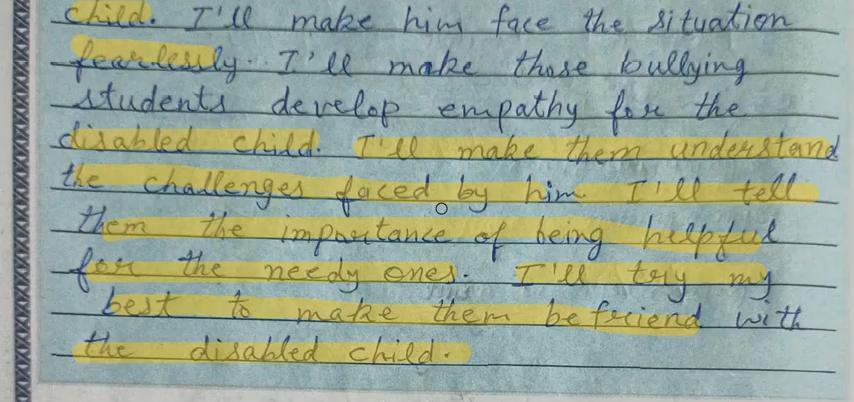 child. I'll make him face the situation
fearlessly. I'll make those bullying
students develop empathy for the
disabled child. I'll make them understand
the challenges faced by him. I'll tell
them the importance of being helpful
for the needy ones. I'll try my
best to make them befriend with
the disabled child.